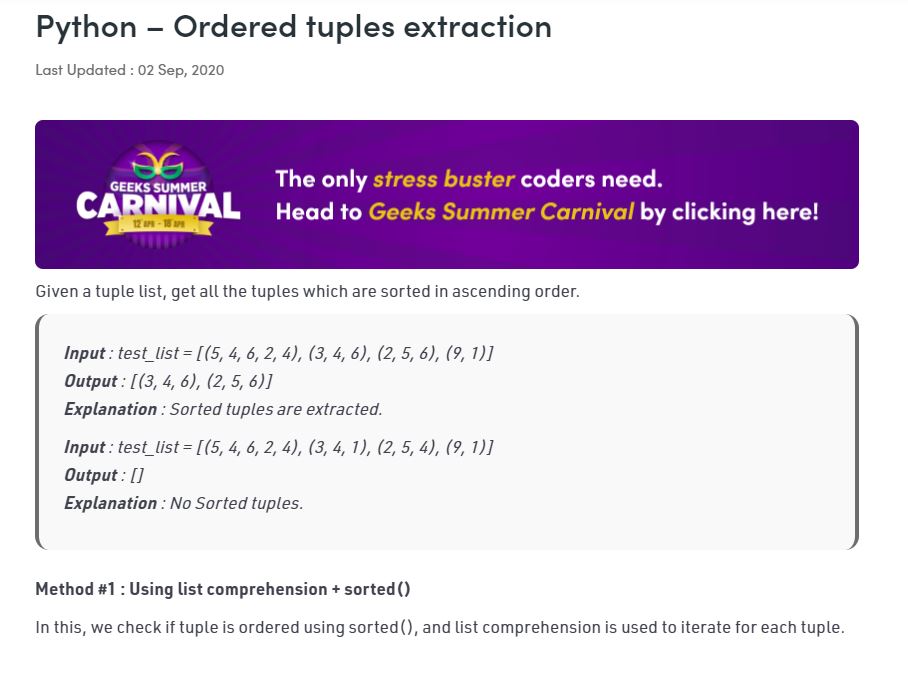 Python – Ordered tuples extraction
Last Updated : 02 Sep, 2020
GEEKS SUMMER
CARNIVAL
12 APR - 18 APR
The only stress buster coders need.
Head to Geeks Summer Carnival by clicking here!
Given a tuple list, get all the tuples which are sorted in ascending order.
Input : test_list = [(5, 4, 6, 2, 4), (3, 4, 6), (2, 5, 6), (9, 1)]
Output : [(3, 4, 6), (2, 5, 6)]
Explanation : Sorted tuples are extracted.
Input : test_list = [(5, 4, 6, 2, 4), (3, 4, 1), (2, 5, 4), (9, 1)]
Output : []
Explanation : No Sorted tuples.
Method #1 : Using list comprehension + sorted()
In this, we check if tuple is ordered using sorted(), and list comprehension is used to iterate for each tuple.